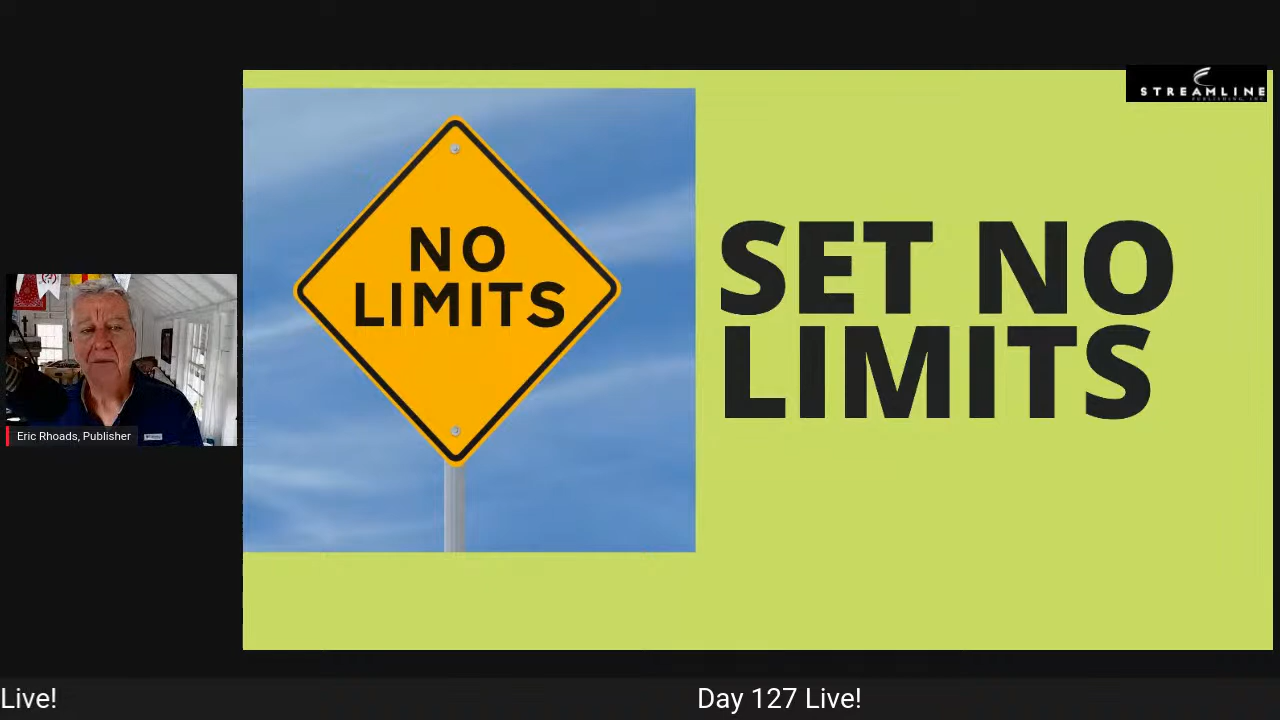 STREAMLINE
NO
LIMITS
SET NO
LIMITS
Eric Rhoads, Publisher
Live!
Day 127 Live!